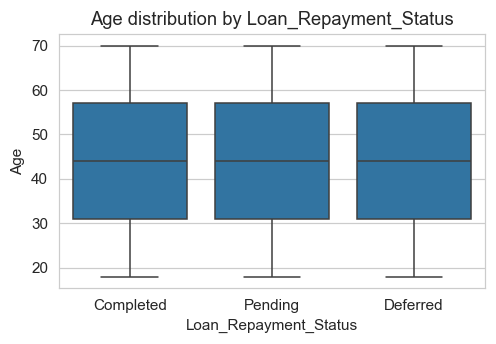 Age distribution by Loan_Repayment_Status
70
60
50
40
30
20
Age
Completed Pending Deferred
Loan_Repayment_Status